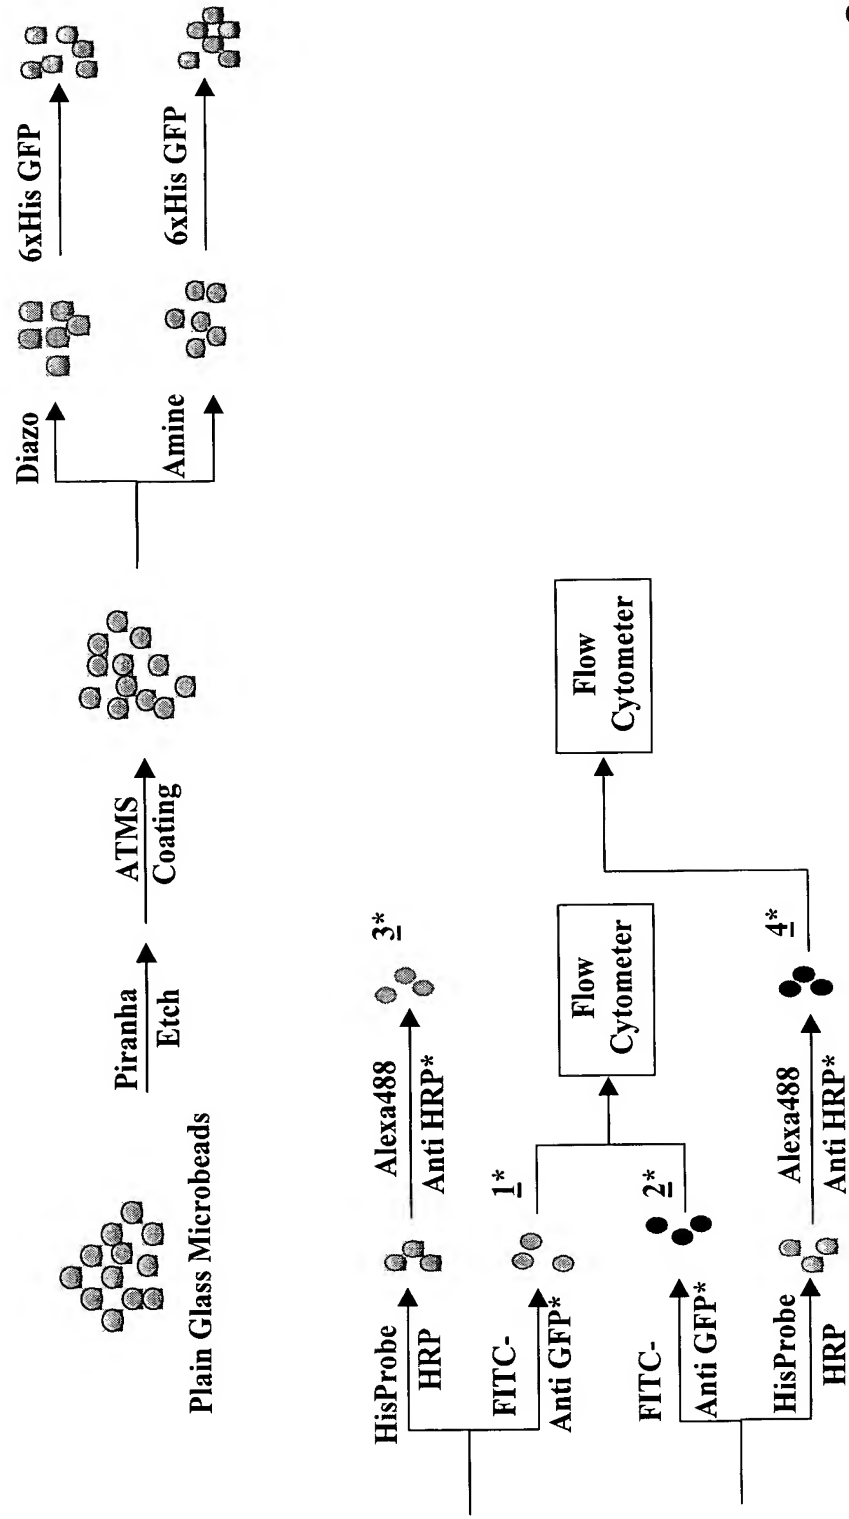 Plain Glass Microbeads
Piranha
Etch
ATMS
Coating
Diazo
Amine
6xHis GFP
6xHis GFP
HisProbe
HRP
Alexa488
Anti HRP*
3*
FITC-
Anti GFP*
1*
FITC-
Anti GFP*
2*
Flow
Cytometer
HisProbe
HRP
Alexa488
Anti HRP*
4*
Flow
Cytometer